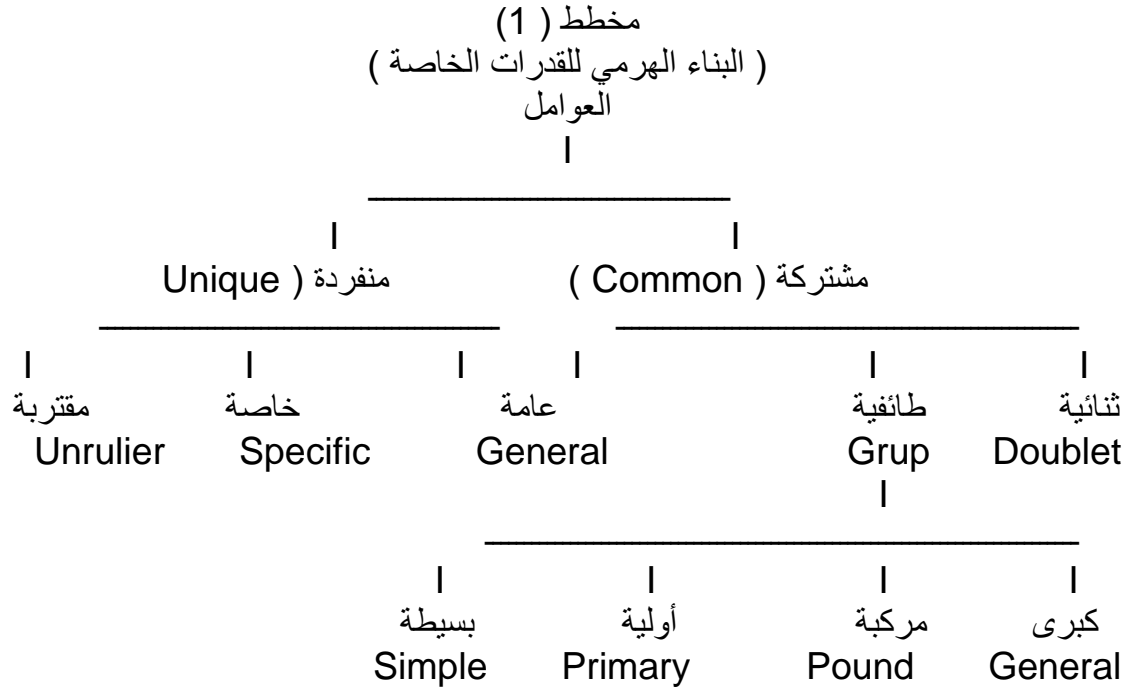 مخطط ( 1)
( البناء الهرمي للقدرات الخاصة )
العوامل
مشتركة ( Common ) منفردة ( Unique
ثنائية طائفية عامة خاصة مقتربة
Doublet Grup General Specific Unrulier
كبرى مركبة أولية بسيطة
General Pound Primary Simple